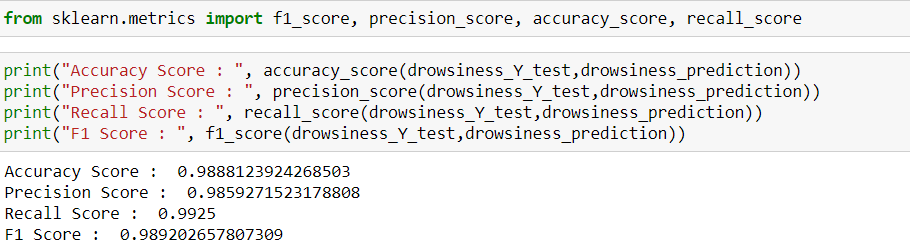 from sklearn.metrics import f1_score, precision_score, accuracy_score, recall_score
print("Accuracy Score : ", accuracy_score(drowsiness_Y_test,drowsiness_prediction))
print("Precision Score : ", precision_score(drowsiness_Y_test,drowsiness_prediction))
print("Recall Score : ", recall_score(drowsiness_Y_test,drowsiness_prediction))
print("F1 Score : ", f1_score(drowsiness_Y_test,drowsiness_prediction))
Accuracy Score :  0.9888123924268503
Precision Score :  0.9859271523178808
Recall Score :  0.9925
F1 Score :  0.989202657807309